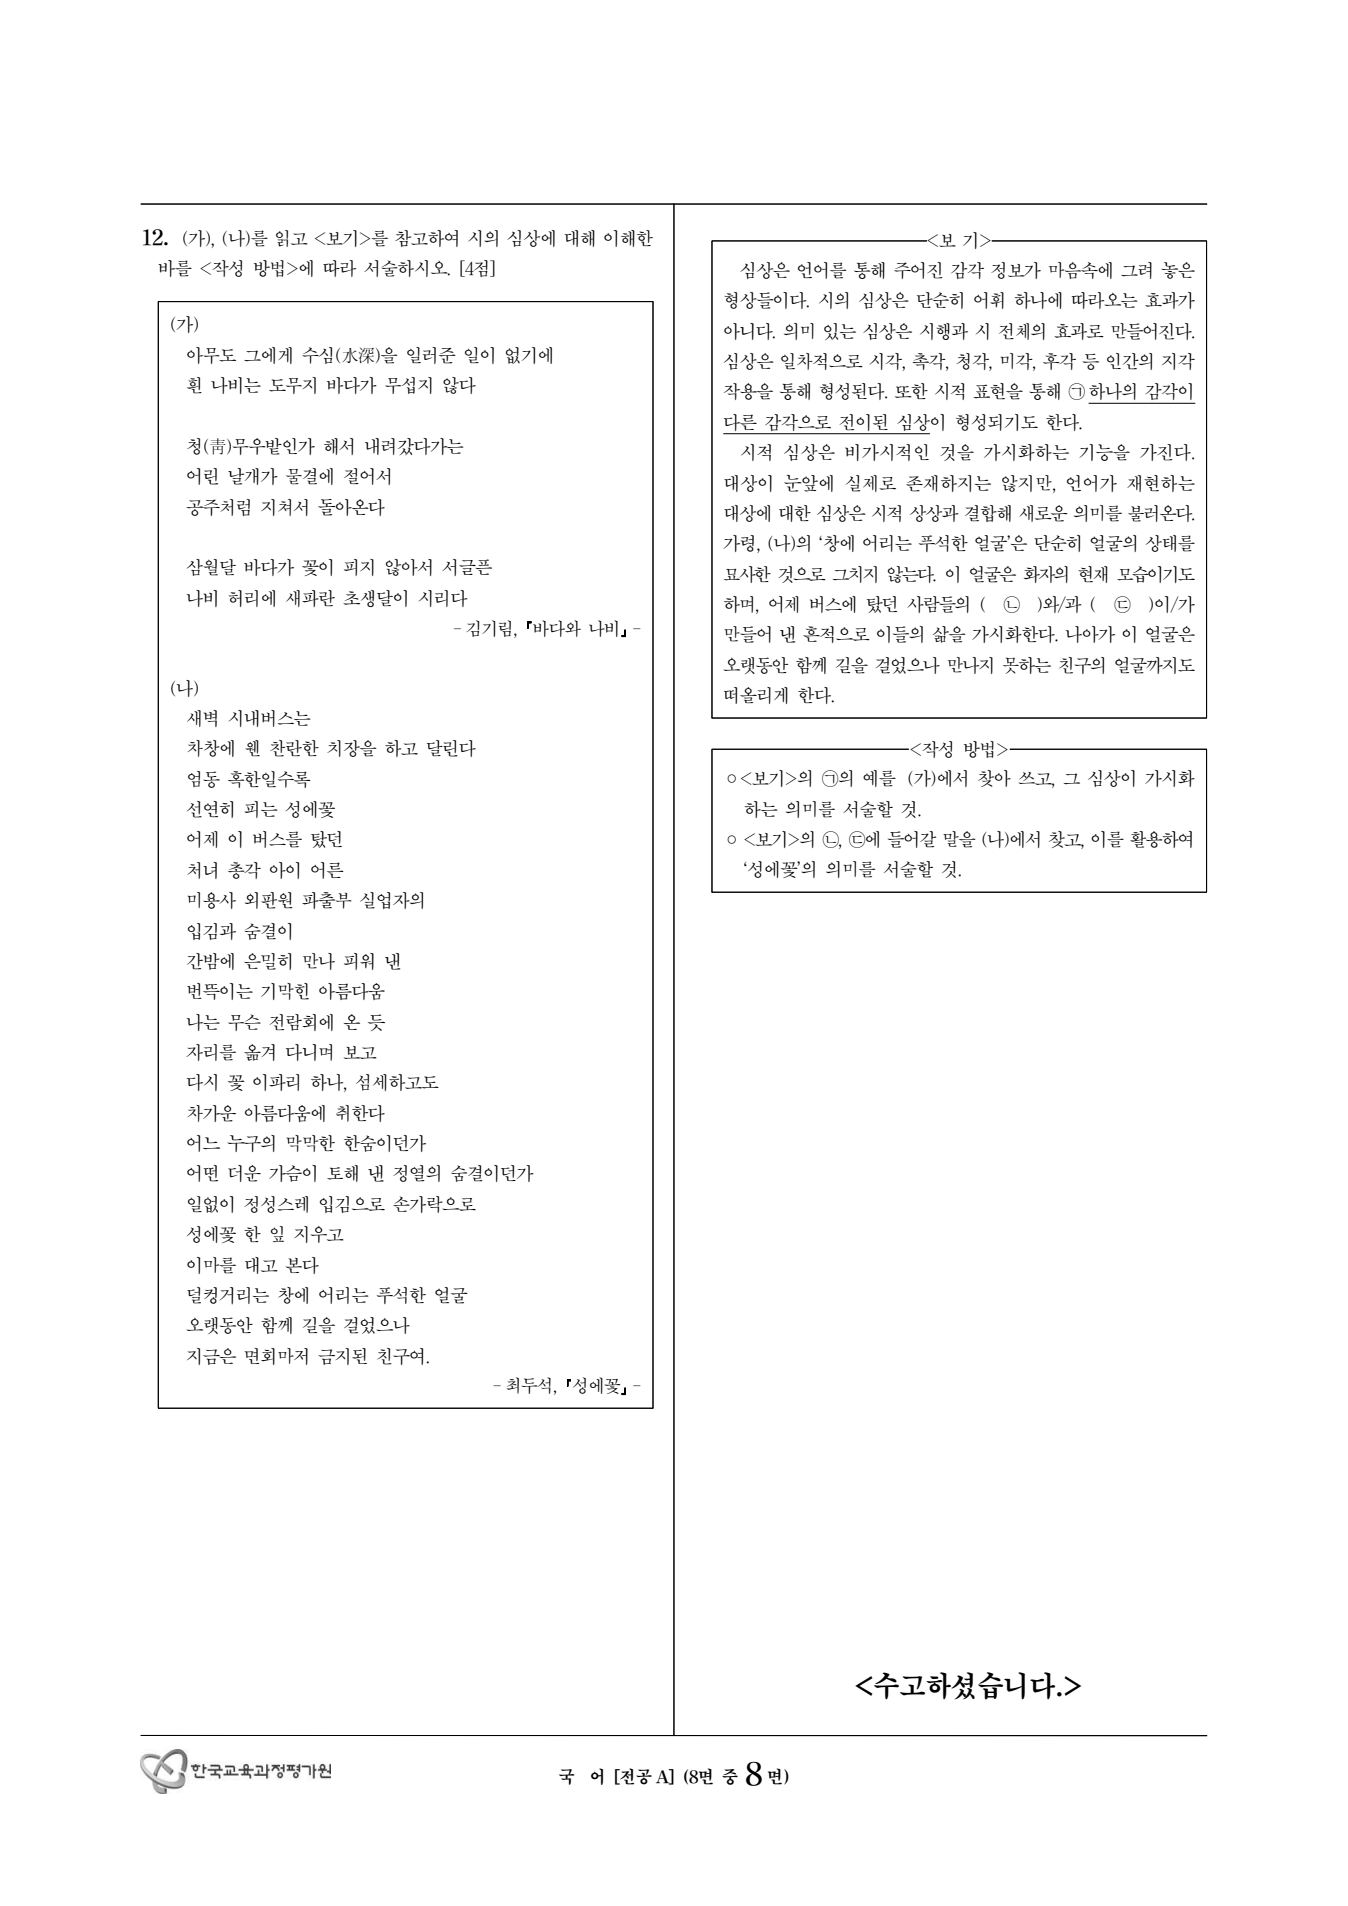 12. (가), (나)를 읽고 <보기>를 참고하여 시의 심상에 대해 이해한
바를 <작성 방법>에 따라 서술하시오. [4점]
(가)
아무도 그에게 수심(水深)을 일러준 일이 없기에
흰 나비는 도무지 바다가 무섭지 않다
청(靑)무우밭인가 해서 내려갔다가는
어린 날개가 물결에 절어서
공주처럼 지쳐서 돌아온다
삼월달 바다가 꽃이 피지 않아서 서글픈
나비 허리에 새파란 초생달이 시리다
- 김기림, 『바다와 나비』 -
(나)
새벽 시내버스는
차창에 웬 찬란한 치장을 하고 달린다
엄동 혹한일수록
선연히 피는 성에꽃
어제 이 버스를 탔던
처녀 총각 아이 어른
미용사 외판원 파출부 실업자의
입김과 숨결이
간밤에 은밀히 만나 피워 낸
번뜩이는 기막힌 아름다움
나는 무슨 전람회에 온 듯
자리를 옮겨 다니며 보고
다시 꽃 이파리 하나, 섬세하고도
차가운 아름다움에 취한다
어느 누구의 막막한 한숨이던가
어떤 더운 가슴이 토해 낸 정열의 숨결이던가
일없이 정성스레 입김으로 손가락으로
성에꽃 한 잎 지우고
이마를 대고 본다
덜컹거리는 창에 어리는 푸석한 얼굴
오랫동안 함께 길을 걸었으나
지금은 면회마저 금지된 친구여.
- 최두석, 『성에꽃』 -
<보 기>
심상은 언어를 통해 주어진 감각 정보가 마음속에 그려 놓은
형상들이다. 시의 심상은 단순히 어휘 하나에 따라오는 효과가
아니다. 의미 있는 심상은 시행과 시 전체의 효과로 만들어진다.
심상은 일차적으로 시각, 촉각, 청각, 미각, 후각 등 인간의 지각
작용을 통해 형성된다. 또한 시적 표현을 통해 ㉠하나의 감각이
다른 감각으로 전이된 심상이 형성되기도 한다.
시적 심상은 비가시적인 것을 가시화하는 기능을 가진다.
대상이 눈앞에 실제로 존재하지는 않지만, 언어가 재현하는
대상에 대한 심상은 시적 상상과 결합해 새로운 의미를 불러온다.
가령, (나)의 ‘창에 어리는 푸석한 얼굴’은 단순히 얼굴의 상태를
묘사한 것으로 그치지 않는다. 이 얼굴은 화자의 현재 모습이기도
하며, 어제 버스에 탔던 사람들의 ( ㉡ )와/과 ( ㉢ )이/가
만들어 낸 흔적으로 이들의 삶을 가시화한다. 나아가 이 얼굴은
오랫동안 함께 길을 걸었으나 만나지 못하는 친구의 얼굴까지도
떠올리게 한다.
<작성 방법>
○<보기>의 ㉠의 예를 (가)에서 찾아 쓰고, 그 심상이 가시화
하는 의미를 서술할 것.
○ <보기>의 ㉡, ㉢에 들어갈 말을 (나)에서 찾고, 이를 활용하여
‘성에꽃’의 의미를 서술할 것.
<수고하셨습니다.>
한국교육과정평가원
국 어 [전공 A] (8면 중 8 면)